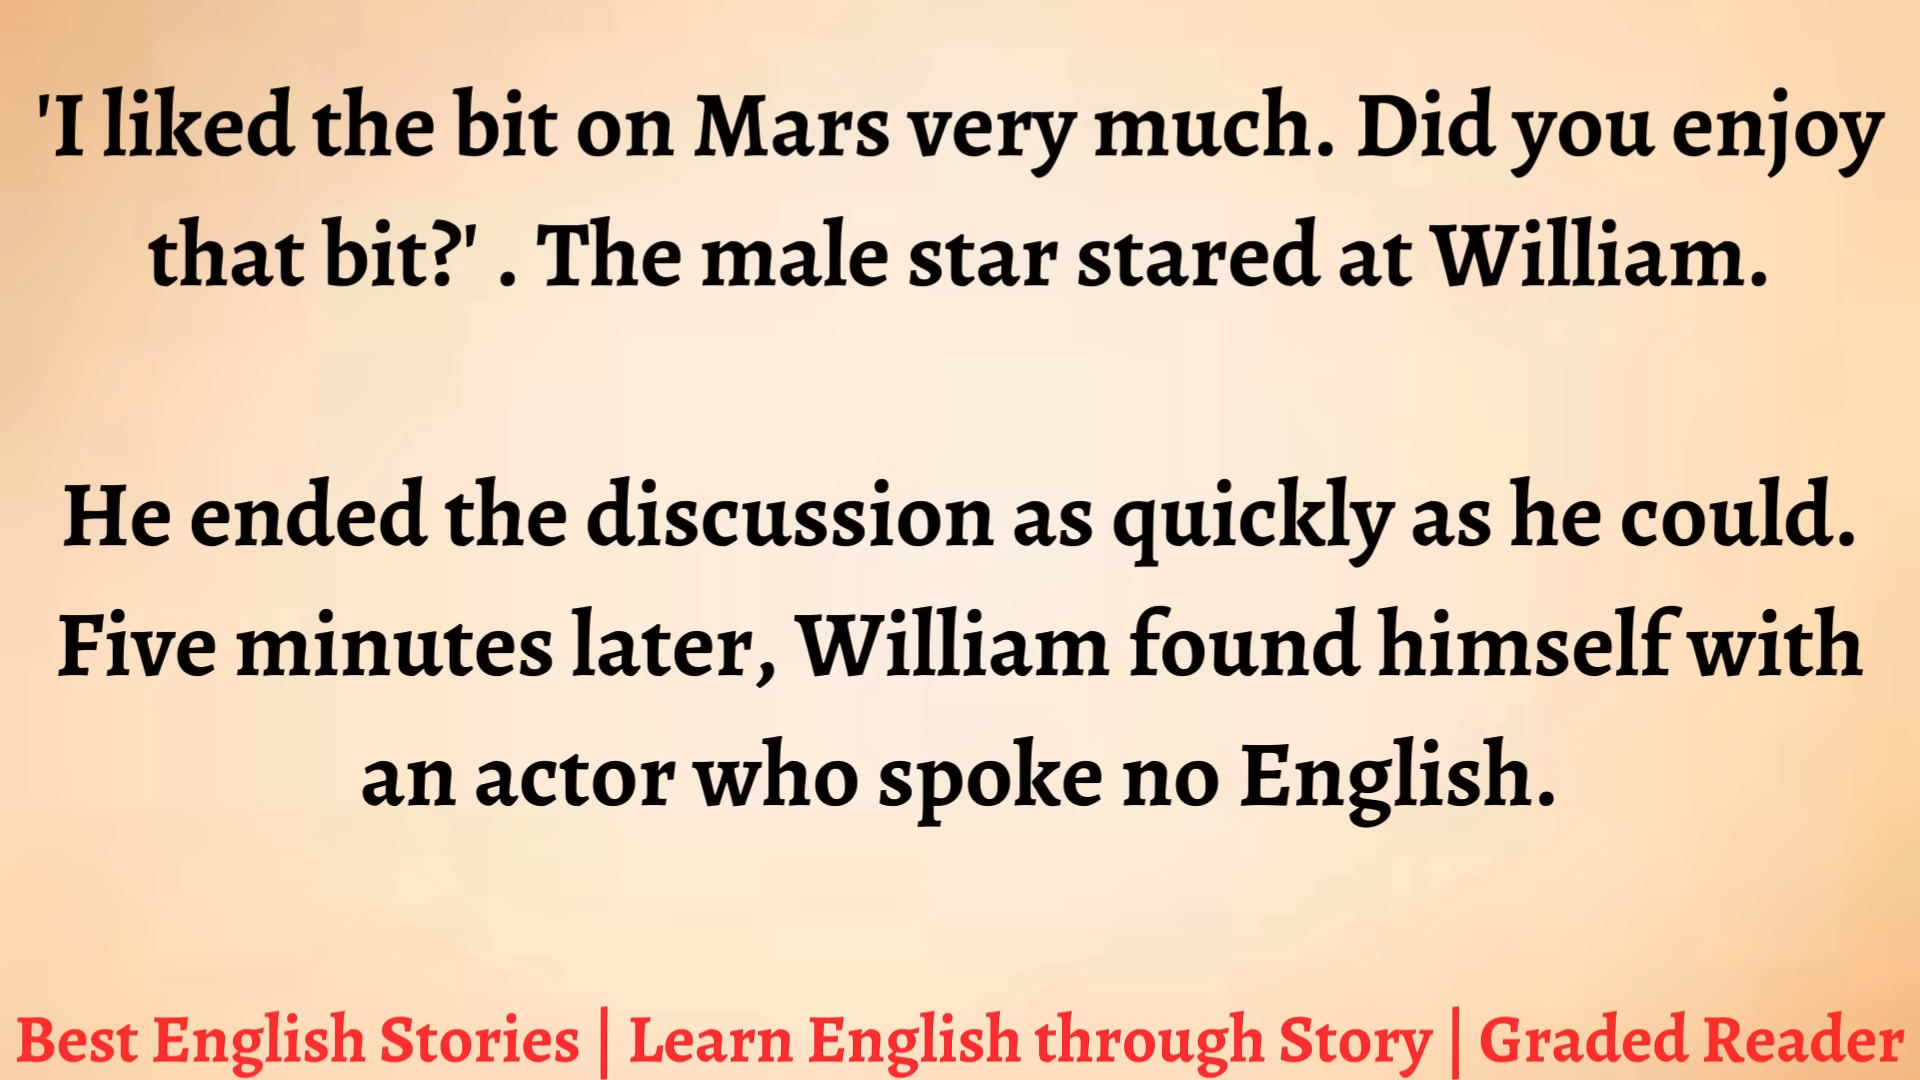 'I liked the bit on Mars very much. Did you enjoy
that bit?' . The male star stared at William.
He ended the discussion as quickly as he could.
Five minutes later, William found himself with
an actor who spoke no English.
Best English Stories | Learn English through Story | Graded Reader